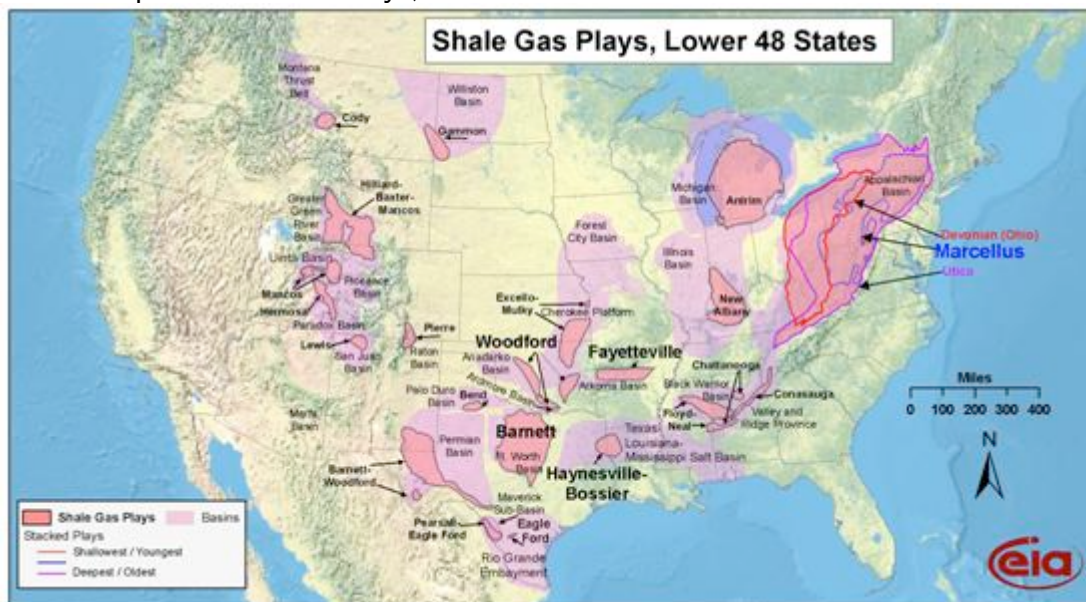 Shale Gas Plays, Lower 48 States
Montana
Thrust
Belt
Cody
Williston
Basin
Gammon
Hilliard-
Baxter-
Mancos
Greater
Green
River
Basin
Uinta Basin
Mancos
Piceance
Basin
Hermosa
Paradox Basin
Lewis
San Juan
Basin
Pierre
Raton
Basin
Forest
City Basin
Excello-
Mulky
Cherokee Platform
Michigan
Basin
Antrim
Illinois
Basin
New
Albany
Appalachian
Basin
Devonian (Ohio)
Marcellus
Utica
Woodford
Anadarko
Basin
Ardmore Basin
Arkoma Basin
Fayetteville
Chattanooga
Black Warrior
Basin
Conasauga
Floyd-
Neal
Valley and
Ridge Province
Palo Duro
Basin
Bend
Marfa
Basin
Permian
Basin
Barnett
Ft. Worth
Basin
Barnett-
Woodford
Texas
Louisiana-
Mississippi Salt Basin
Haynesville-
Bossier
Maverick
Sub-Basin
Pearsall-
Eagle Ford
Eagle
Ford
Rio Grande
Embayment
Miles
0 100 200 300 400
N
Shale Gas Plays
Basins
Stacked Plays
Shallowest / Youngest
Deepest / Oldest
eia